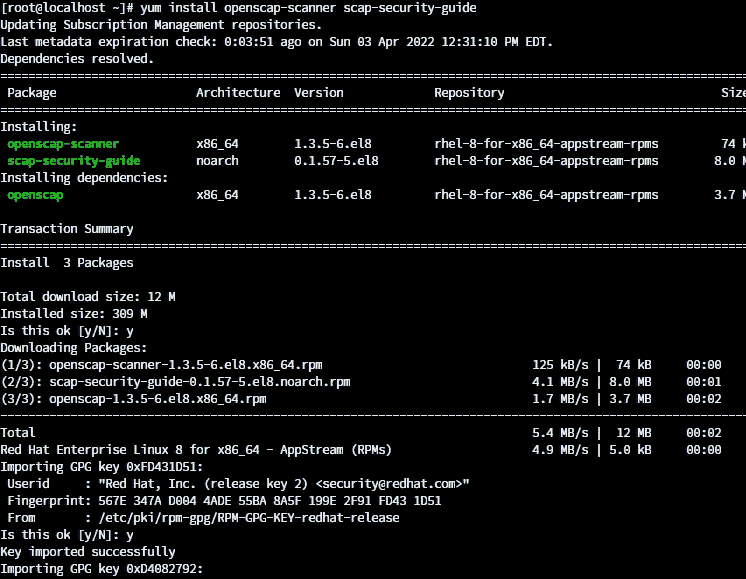 [root@localhost ~]# yum install openscap-scanner scap-security-guide
Updating Subscription Management repositories.
Last metadata expiration check: 0:03:51 ago on Sun 03 Apr 2022 12:31:10 PM EDT.
Dependencies resolved.
================================================================================
Package Architecture Version Repository Size
================================================================================
Installing:
openscap-scanner x86_64 1.3.5-6.el8 rhel-8-for-x86_64-appstream-rpms 74 k
scap-security-guide noarch 0.1.57-5.el8 rhel-8-for-x86_64-appstream-rpms 8.0 M
Installing dependencies:
openscap x86_64 1.3.5-6.el8 rhel-8-for-x86_64-appstream-rpms 3.7 M
Transaction Summary
================================================================================
Install 3 Packages
Total download size: 12 M
Installed size: 309 M
Is this ok [y/N]: y
Downloading Packages:
(1/3): openscap-scanner-1.3.5-6.el8.x86_64.rpm 125 kB/s | 74 kB 00:00
(2/3): scap-security-guide-0.1.57-5.el8.noarch.rpm 4.1 MB/s | 8.0 MB 00:01
(3/3): openscap-1.3.5-6.el8.x86_64.rpm 1.7 MB/s | 3.7 MB 00:02
--------------------------------------------------------------------------------
Total 5.4 MB/s | 12 MB 00:02
Red Hat Enterprise Linux 8 for x86_64 - AppStream (RPMs) 4.9 MB/s | 5.0 kB 00:00
Importing GPG key 0xFD431D51:
Userid : "Red Hat, Inc. (release key 2) <security@redhat.com>"
Fingerprint: 567E 347A D004 4ADE 55BA 8A5F 199E 2F91 FD43 1D51
From : /etc/pki/rpm-gpg/RPM-GPG-KEY-redhat-release
Is this ok [y/N]: y
Key imported successfully
Importing GPG key 0xD4082792: